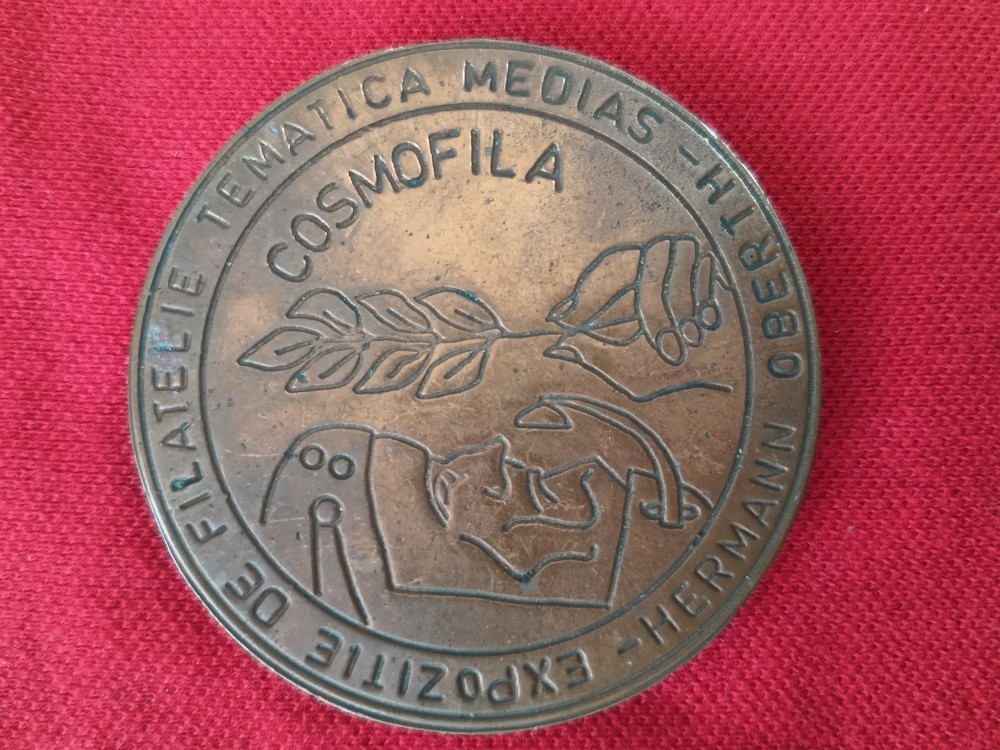 EXPOZITIE DE FILATELIE TEMATICA MEDIAS - HERMANN OBERTH -
COSMOFILA